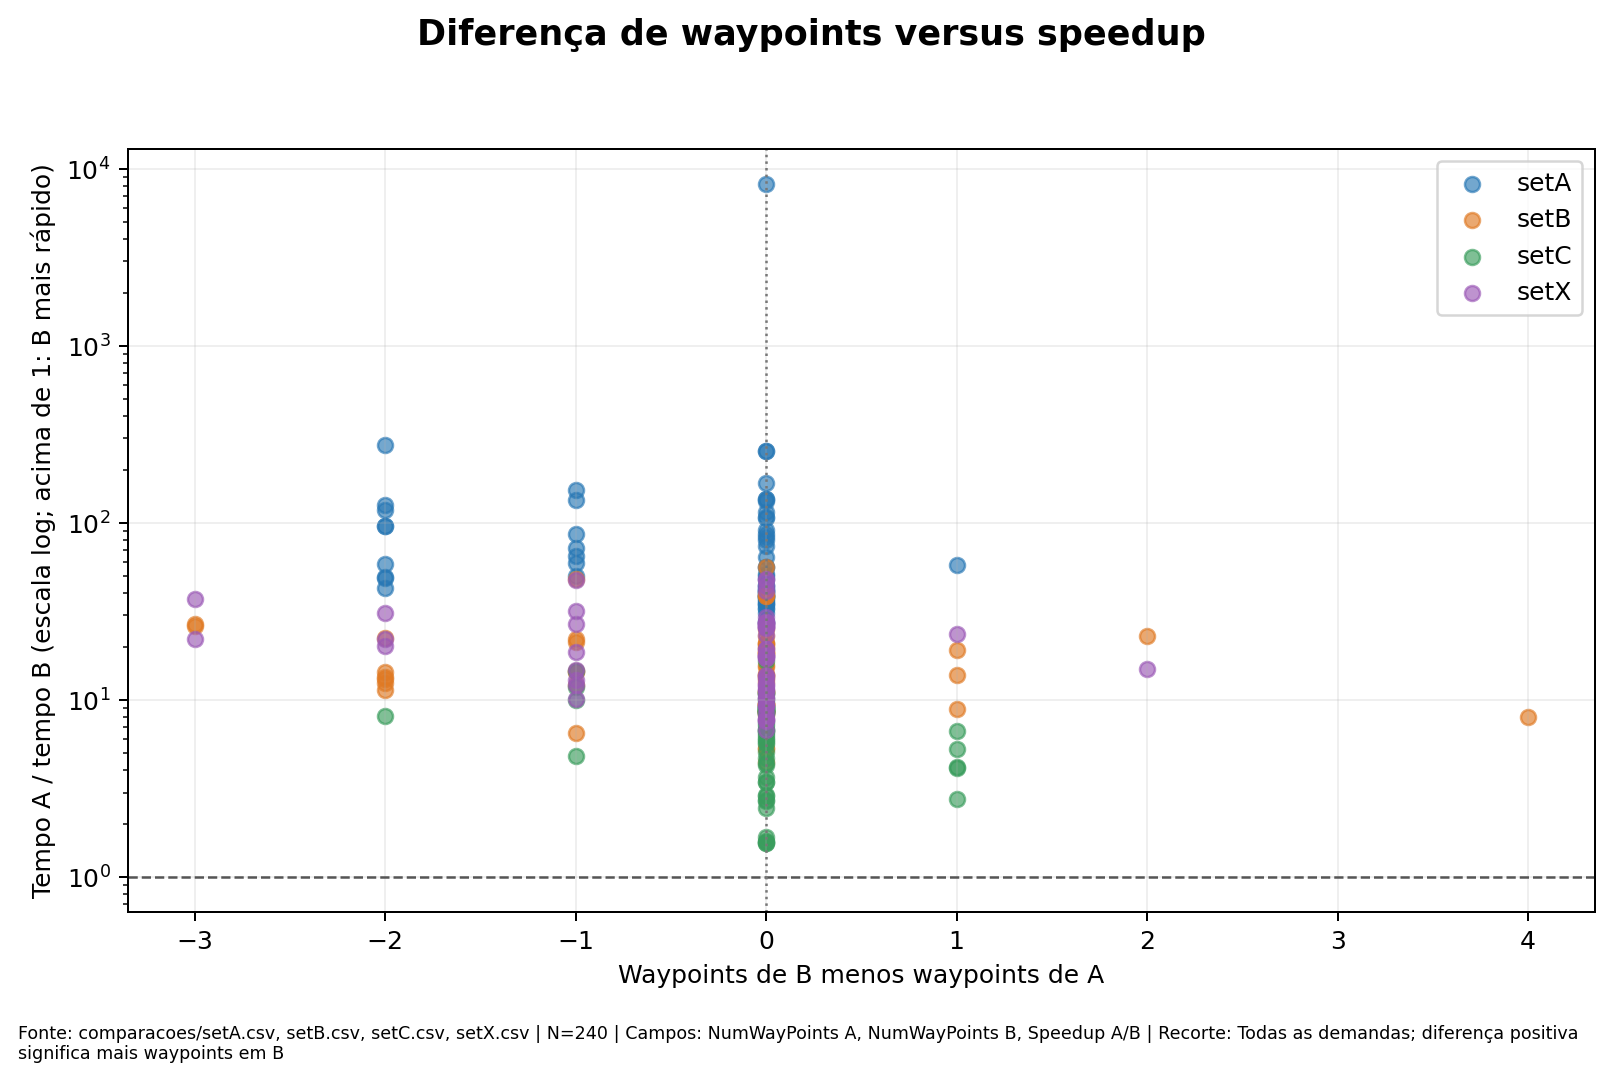 Diferença de waypoints versus speedup
Tempo A / tempo B (escala log; acima de 1: B mais rápido)
10⁴
10³
10²
10¹
10⁰
setA
setB
setC
setX
−3 −2 −1 0 1 2 3 4
Waypoints de B menos waypoints de A
Fonte: comparacoes/setA.csv, setB.csv, setC.csv, setX.csv | N=240 | Campos: NumWayPoints A, NumWayPoints B, Speedup A/B | Recorte: Todas as demandas; diferença positiva
significa mais waypoints em B